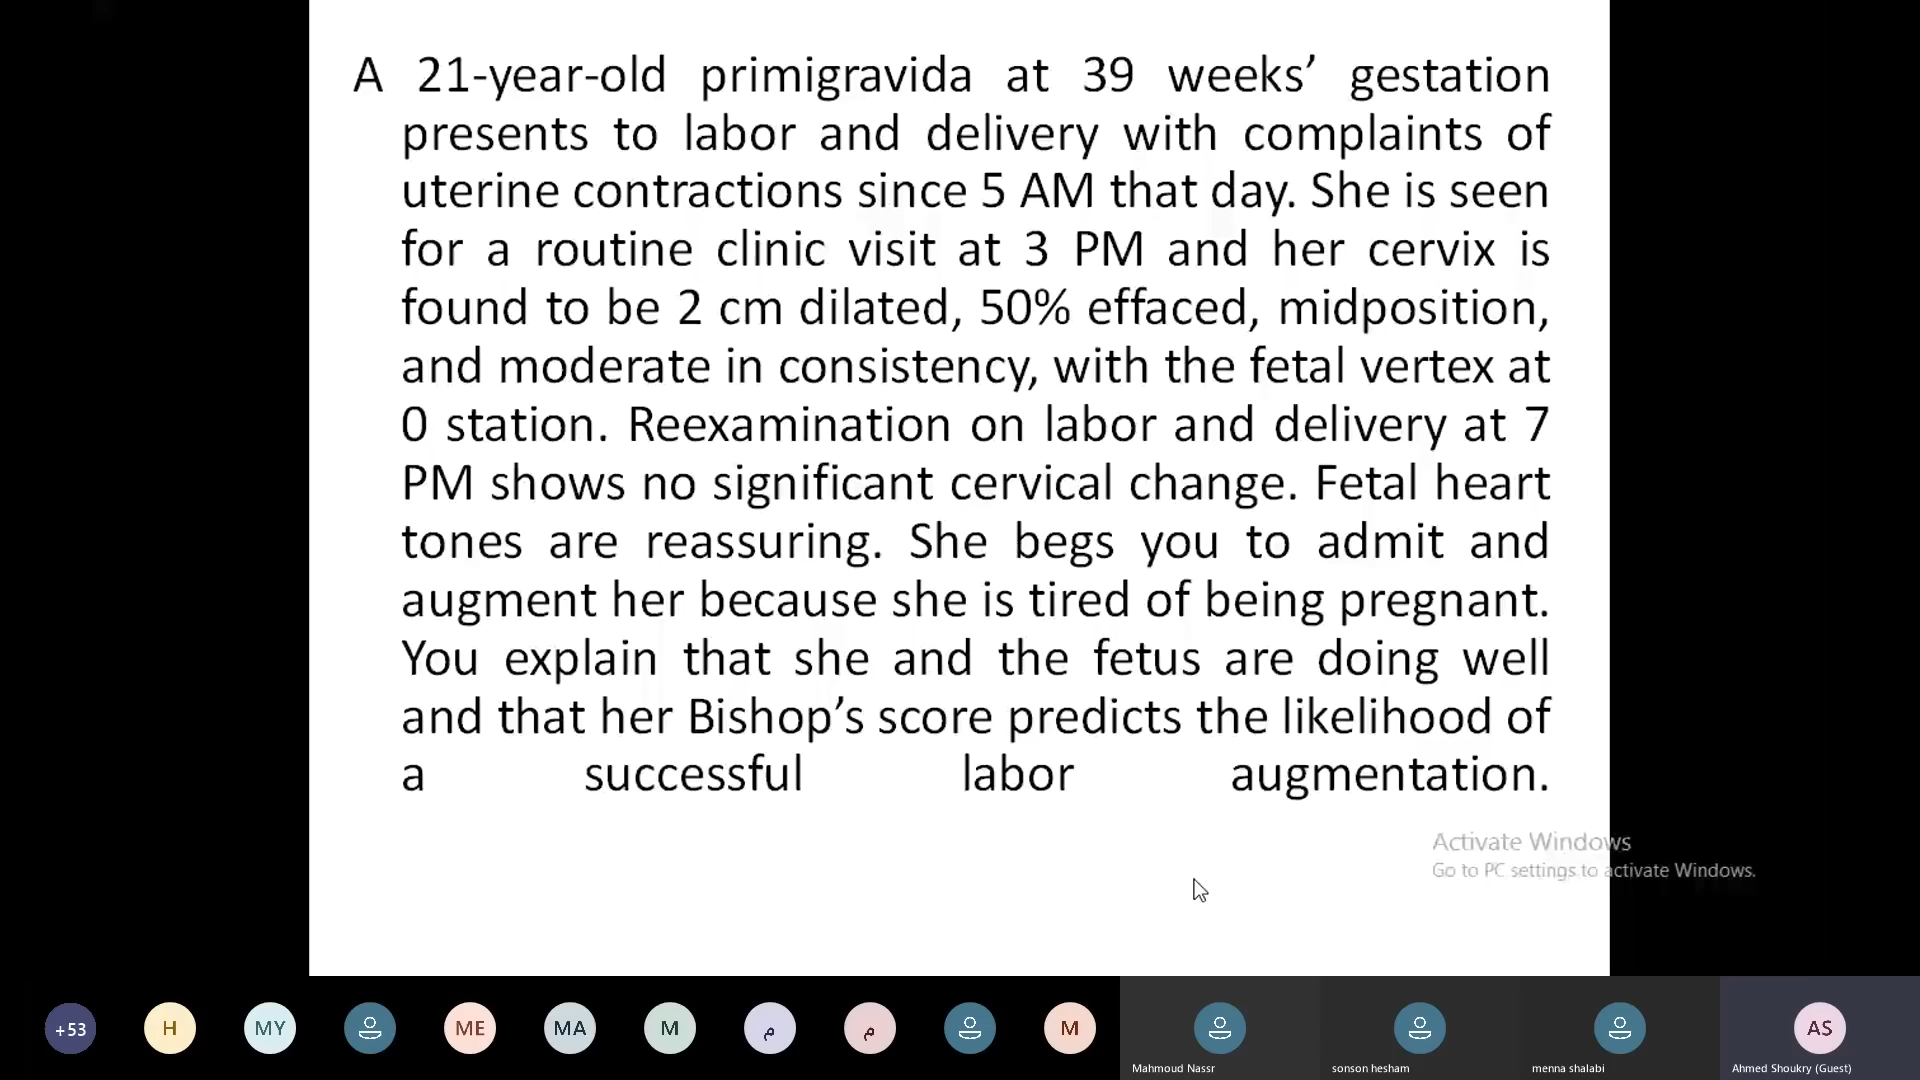 A 21-year-old primigravida at 39 weeks’ gestation
presents to labor and delivery with complaints of
uterine contractions since 5 AM that day. She is seen
for a routine clinic visit at 3 PM and her cervix is
found to be 2 cm dilated, 50% effaced, midposition,
and moderate in consistency, with the fetal vertex at
0 station. Reexamination on labor and delivery at 7
PM shows no significant cervical change. Fetal heart
tones are reassuring. She begs you to admit and
augment her because she is tired of being pregnant.
You explain that she and the fetus are doing well
and that her Bishop’s score predicts the likelihood of
a successful labor augmentation.
Activate Windows
Go to PC settings to activate Windows.
+53 H MY ME MA M م م M AS
Mahmoud Nassr sonson hesham menna shalabi Ahmed Shoukry (Guest)